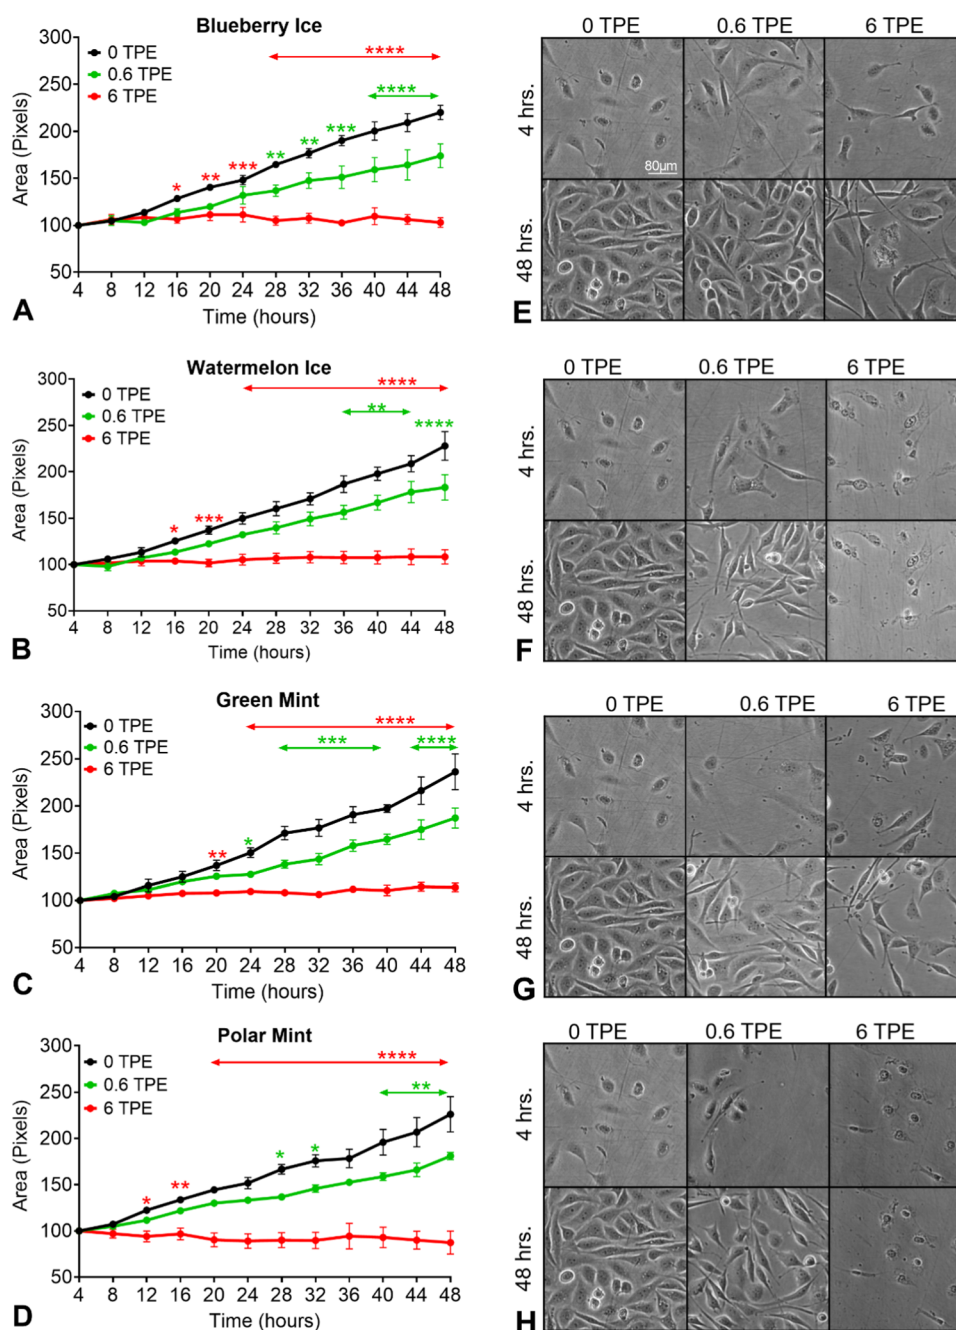 Blueberry Ice
300
250
200
150
100
50
Area (Pixels)
0 TPE
0.6 TPE
6 TPE
****
****
* ** *** ** ** ***
4 8 12 16 20 24 28 32 36 40 44 48
Time (hours)
A
0 TPE 0.6 TPE 6 TPE
4 hrs.
80µm
48 hrs.
E
Watermelon Ice
300
250
200
150
100
50
Area (Pixels)
0 TPE
0.6 TPE
6 TPE
****
**
****
* ***
4 8 12 16 20 24 28 32 36 40 44 48
Time (hours)
B
0 TPE 0.6 TPE 6 TPE
4 hrs.
48 hrs.
F
Green Mint
300
250
200
150
100
50
Area (Pixels)
0 TPE
0.6 TPE
6 TPE
****
*** ****
** *
4 8 12 16 20 24 28 32 36 40 44 48
Time (hours)
C
0 TPE 0.6 TPE 6 TPE
4 hrs.
48 hrs.
G
Polar Mint
300
250
200
150
100
50
Area (Pixels)
0 TPE
0.6 TPE
6 TPE
****
**
* ** * *
4 8 12 16 20 24 28 32 36 40 44 48
Time (hours)
D
0 TPE 0.6 TPE 6 TPE
4 hrs.
48 hrs.
H